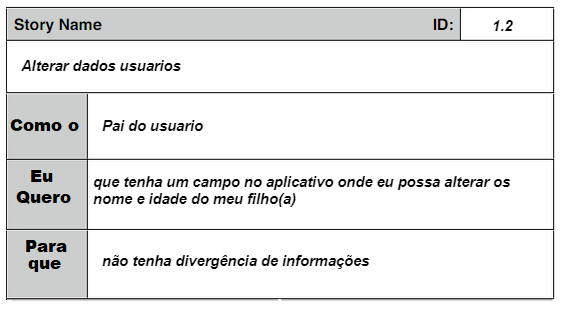 Story Name ID: 1.2
Alterar dados usuarios
Como o Pai do usuario
Eu Quero
que tenha um campo no aplicativo onde eu possa alterar os
nome e idade do meu filho(a)
Para que
não tenha divergência de informações